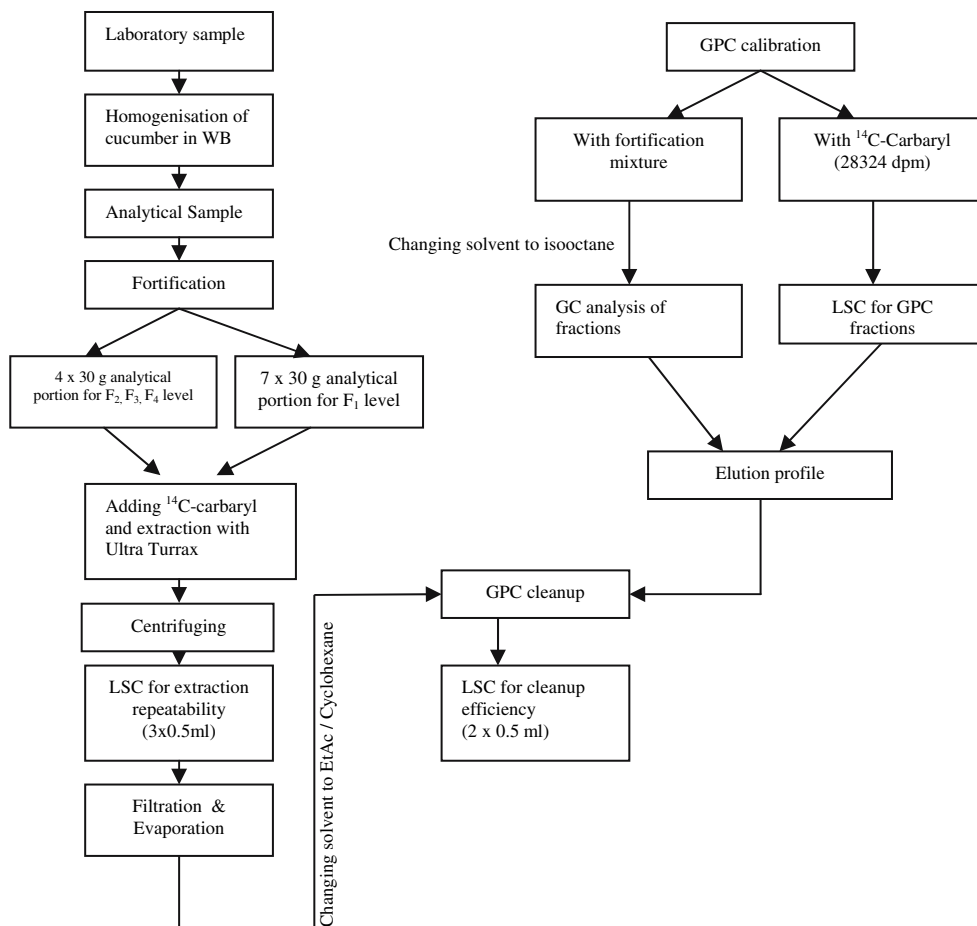 Laboratory sample
Homogenisation of
cucumber in WB
Analytical Sample
Fortification
4 x 30 g analytical
portion for F2, F3, F4 level
7 x 30 g analytical
portion for F1 level
Adding 14C-carbaryl
and extraction with
Ultra Turrax
Centrifuging
LSC for extraction
repeatability
(3x0.5ml)
Filtration &
Evaporation
Changing solvent to EtAc / Cyclohexane
GPC calibration
With fortification
mixture
With 14C-Carbaryl
(28324 dpm)
Changing solvent to isooctane
GC analysis of
fractions
LSC for GPC
fractions
Elution profile
GPC cleanup
LSC for cleanup
efficiency
(2 x 0.5 ml)